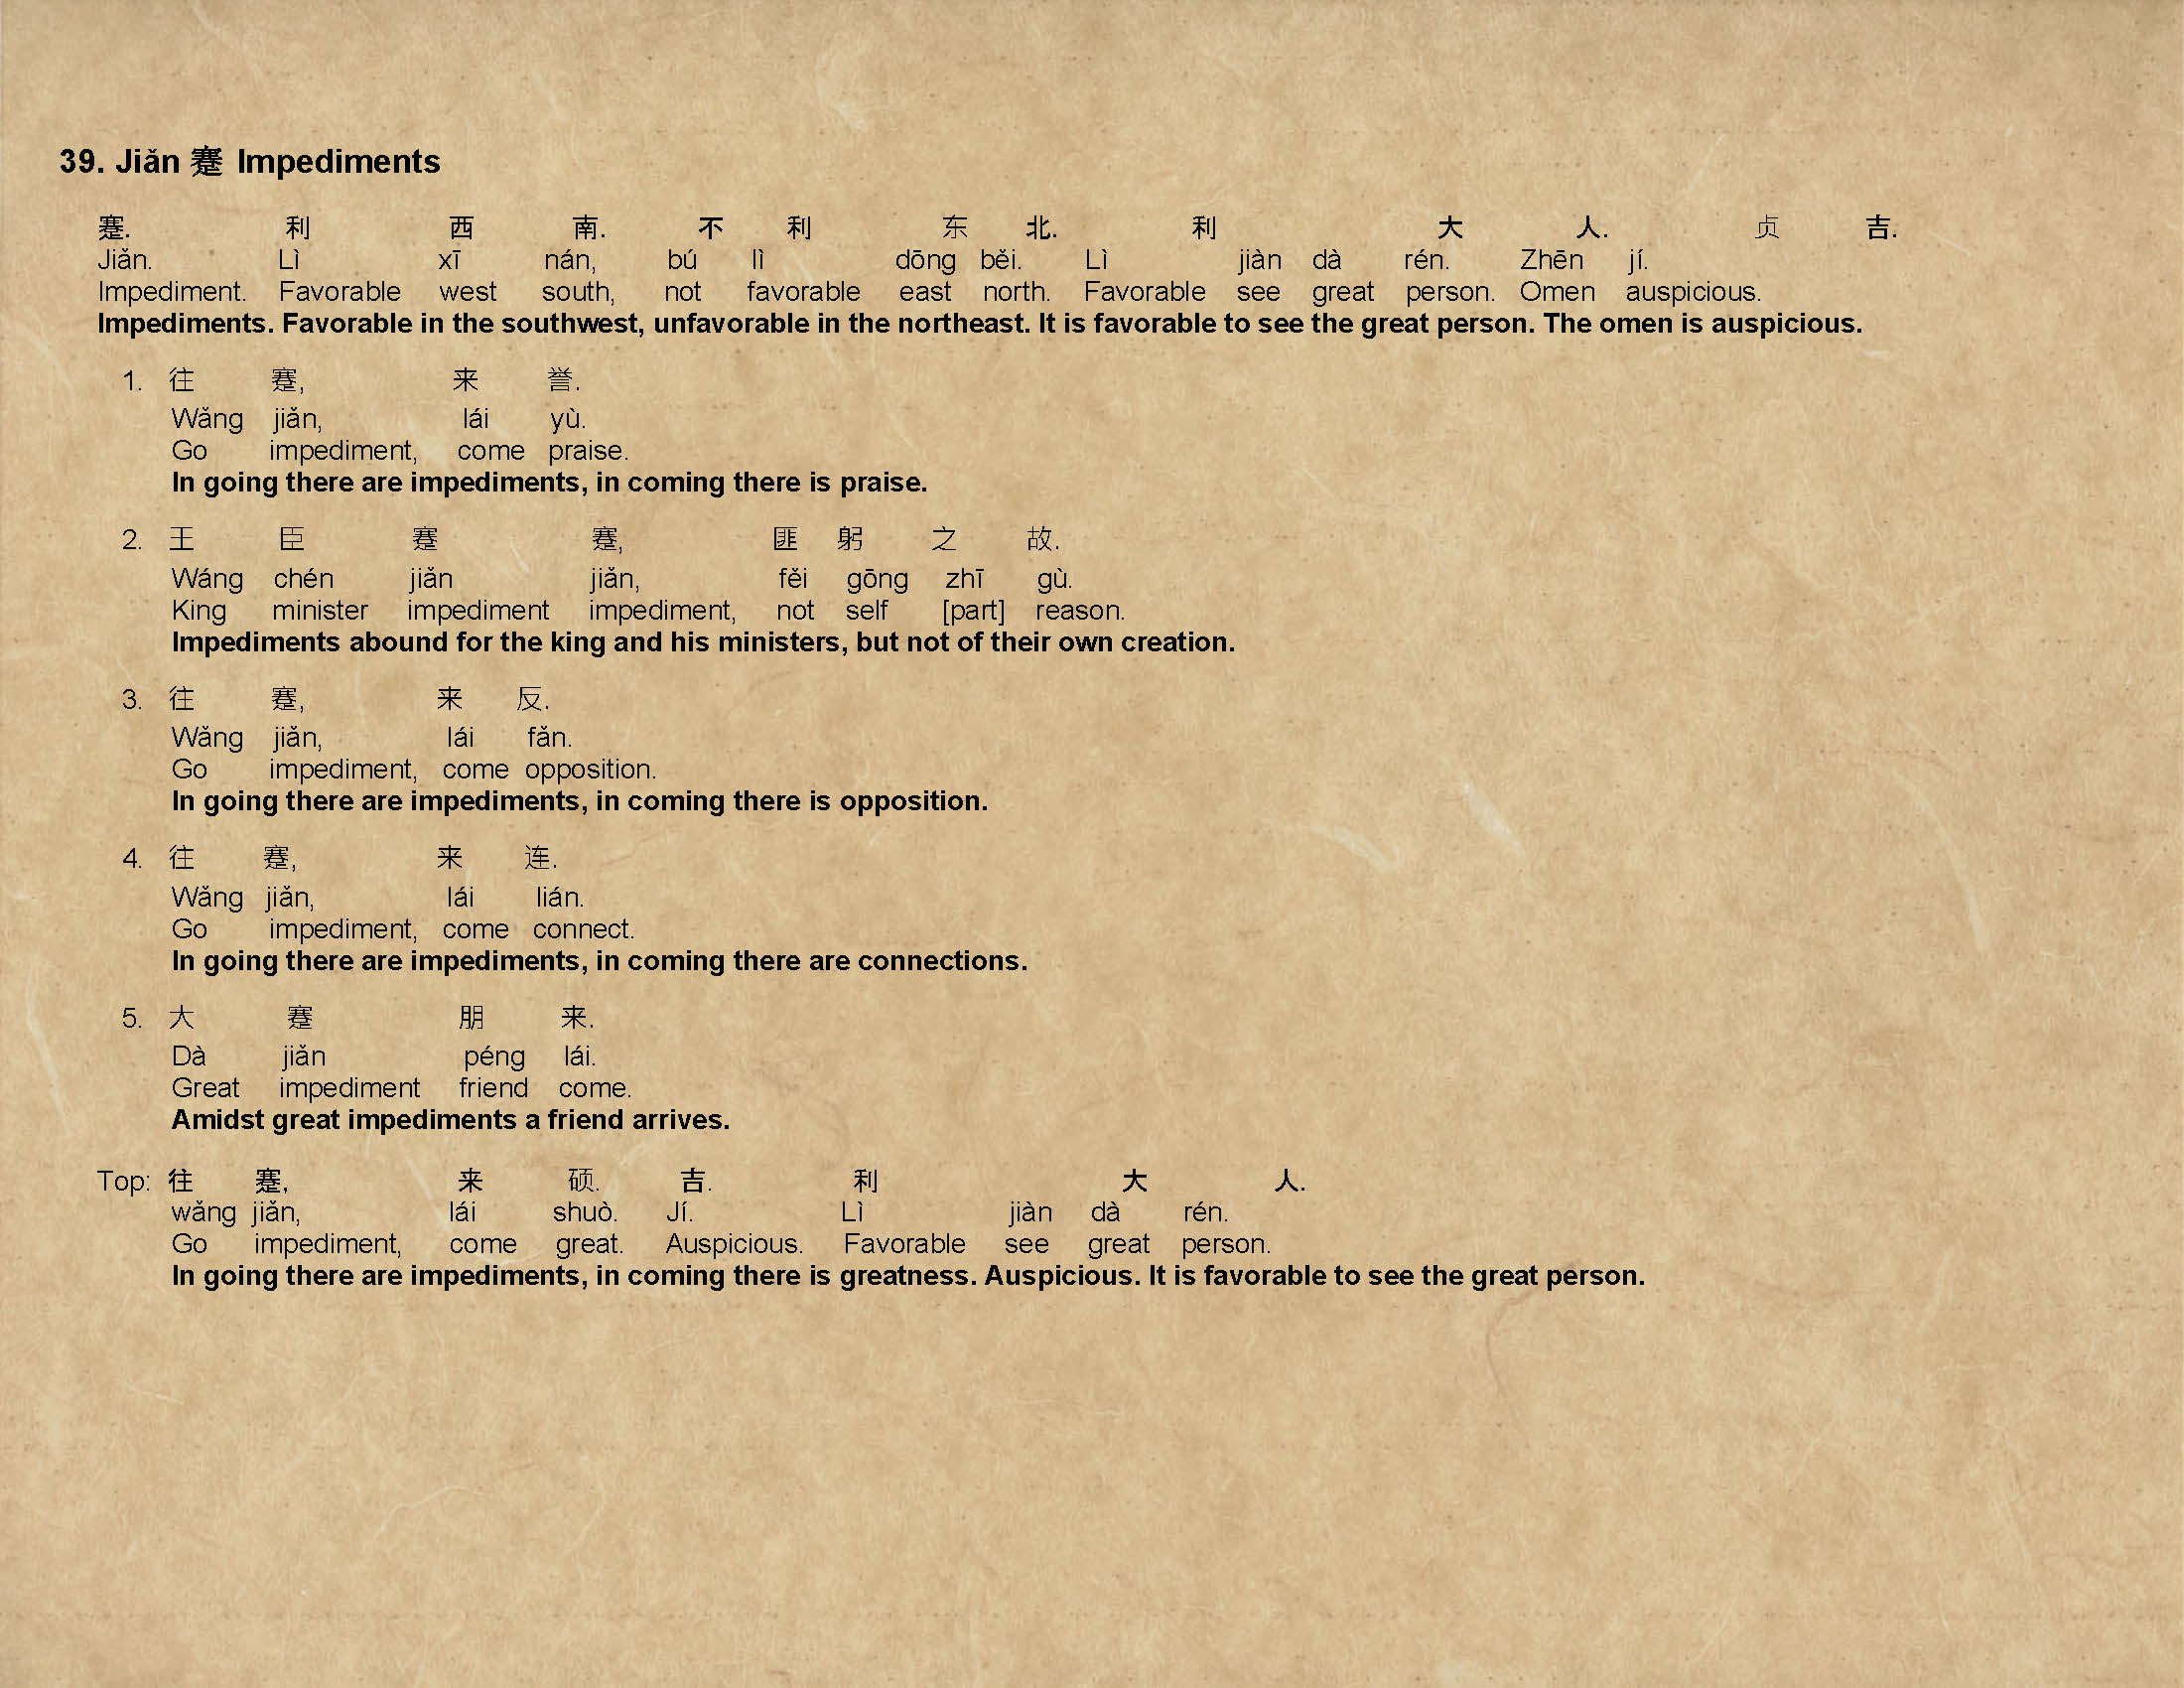 39. Jiǎn 蹇 Impediments
蹇. 利 西 南. 不 利 东 北. 利 大 人. 贞 吉.
Jiǎn. Lì xī nán, bú lì dōng běi. Lì jiàn dà rén. Zhēn jí.
Impediment. Favorable west south, not favorable east north. Favorable see great person. Omen auspicious.
Impediments. Favorable in the southwest, unfavorable in the northeast. It is favorable to see the great person. The omen is auspicious.
1. 往 蹇, 来 誉.
Wǎng jiǎn, lái yù.
Go impediment, come praise.
In going there are impediments, in coming there is praise.
2. 王 臣 蹇 蹇, 匪 躬 之 故.
Wáng chén jiǎn jiǎn, fěi gōng zhī gù.
King minister impediment impediment, not self [part] reason.
Impediments abound for the king and his ministers, but not of their own creation.
3. 往 蹇, 来 反.
Wǎng jiǎn, lái fǎn.
Go impediment, come opposition.
In going there are impediments, in coming there is opposition.
4. 往 蹇, 来 连.
Wǎng jiǎn, lái lián.
Go impediment, come connect.
In going there are impediments, in coming there are connections.
5. 大 蹇 朋 来.
Dà jiǎn péng lái.
Great impediment friend come.
Amidst great impediments a friend arrives.
Top: 往 蹇, 来 硕. 吉. 利 大 人.
wǎng jiǎn, lái shuò. Jí. Lì jiàn dà rén.
Go impediment, come great. Auspicious. Favorable see great person.
In going there are impediments, in coming there is greatness. Auspicious. It is favorable to see the great person.